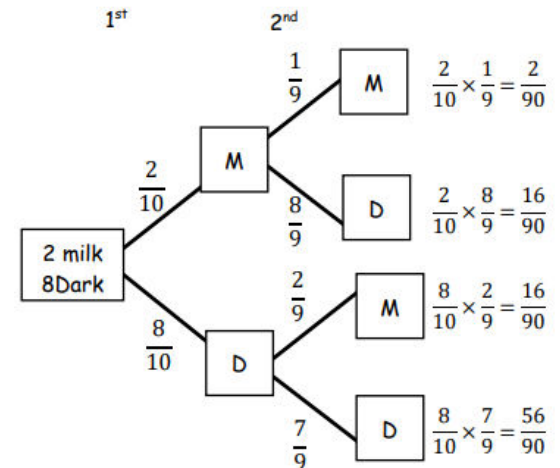 1ˢᵗ 2ⁿᵈ
1/9
M
2/10 × 1/9 = 2/90
M
2/10
8/9
D
2/10 × 8/9 = 16/90
2 milk
8Dark
2/9
M
8/10 × 2/9 = 16/90
8/10
D
7/9
D
8/10 × 7/9 = 56/90